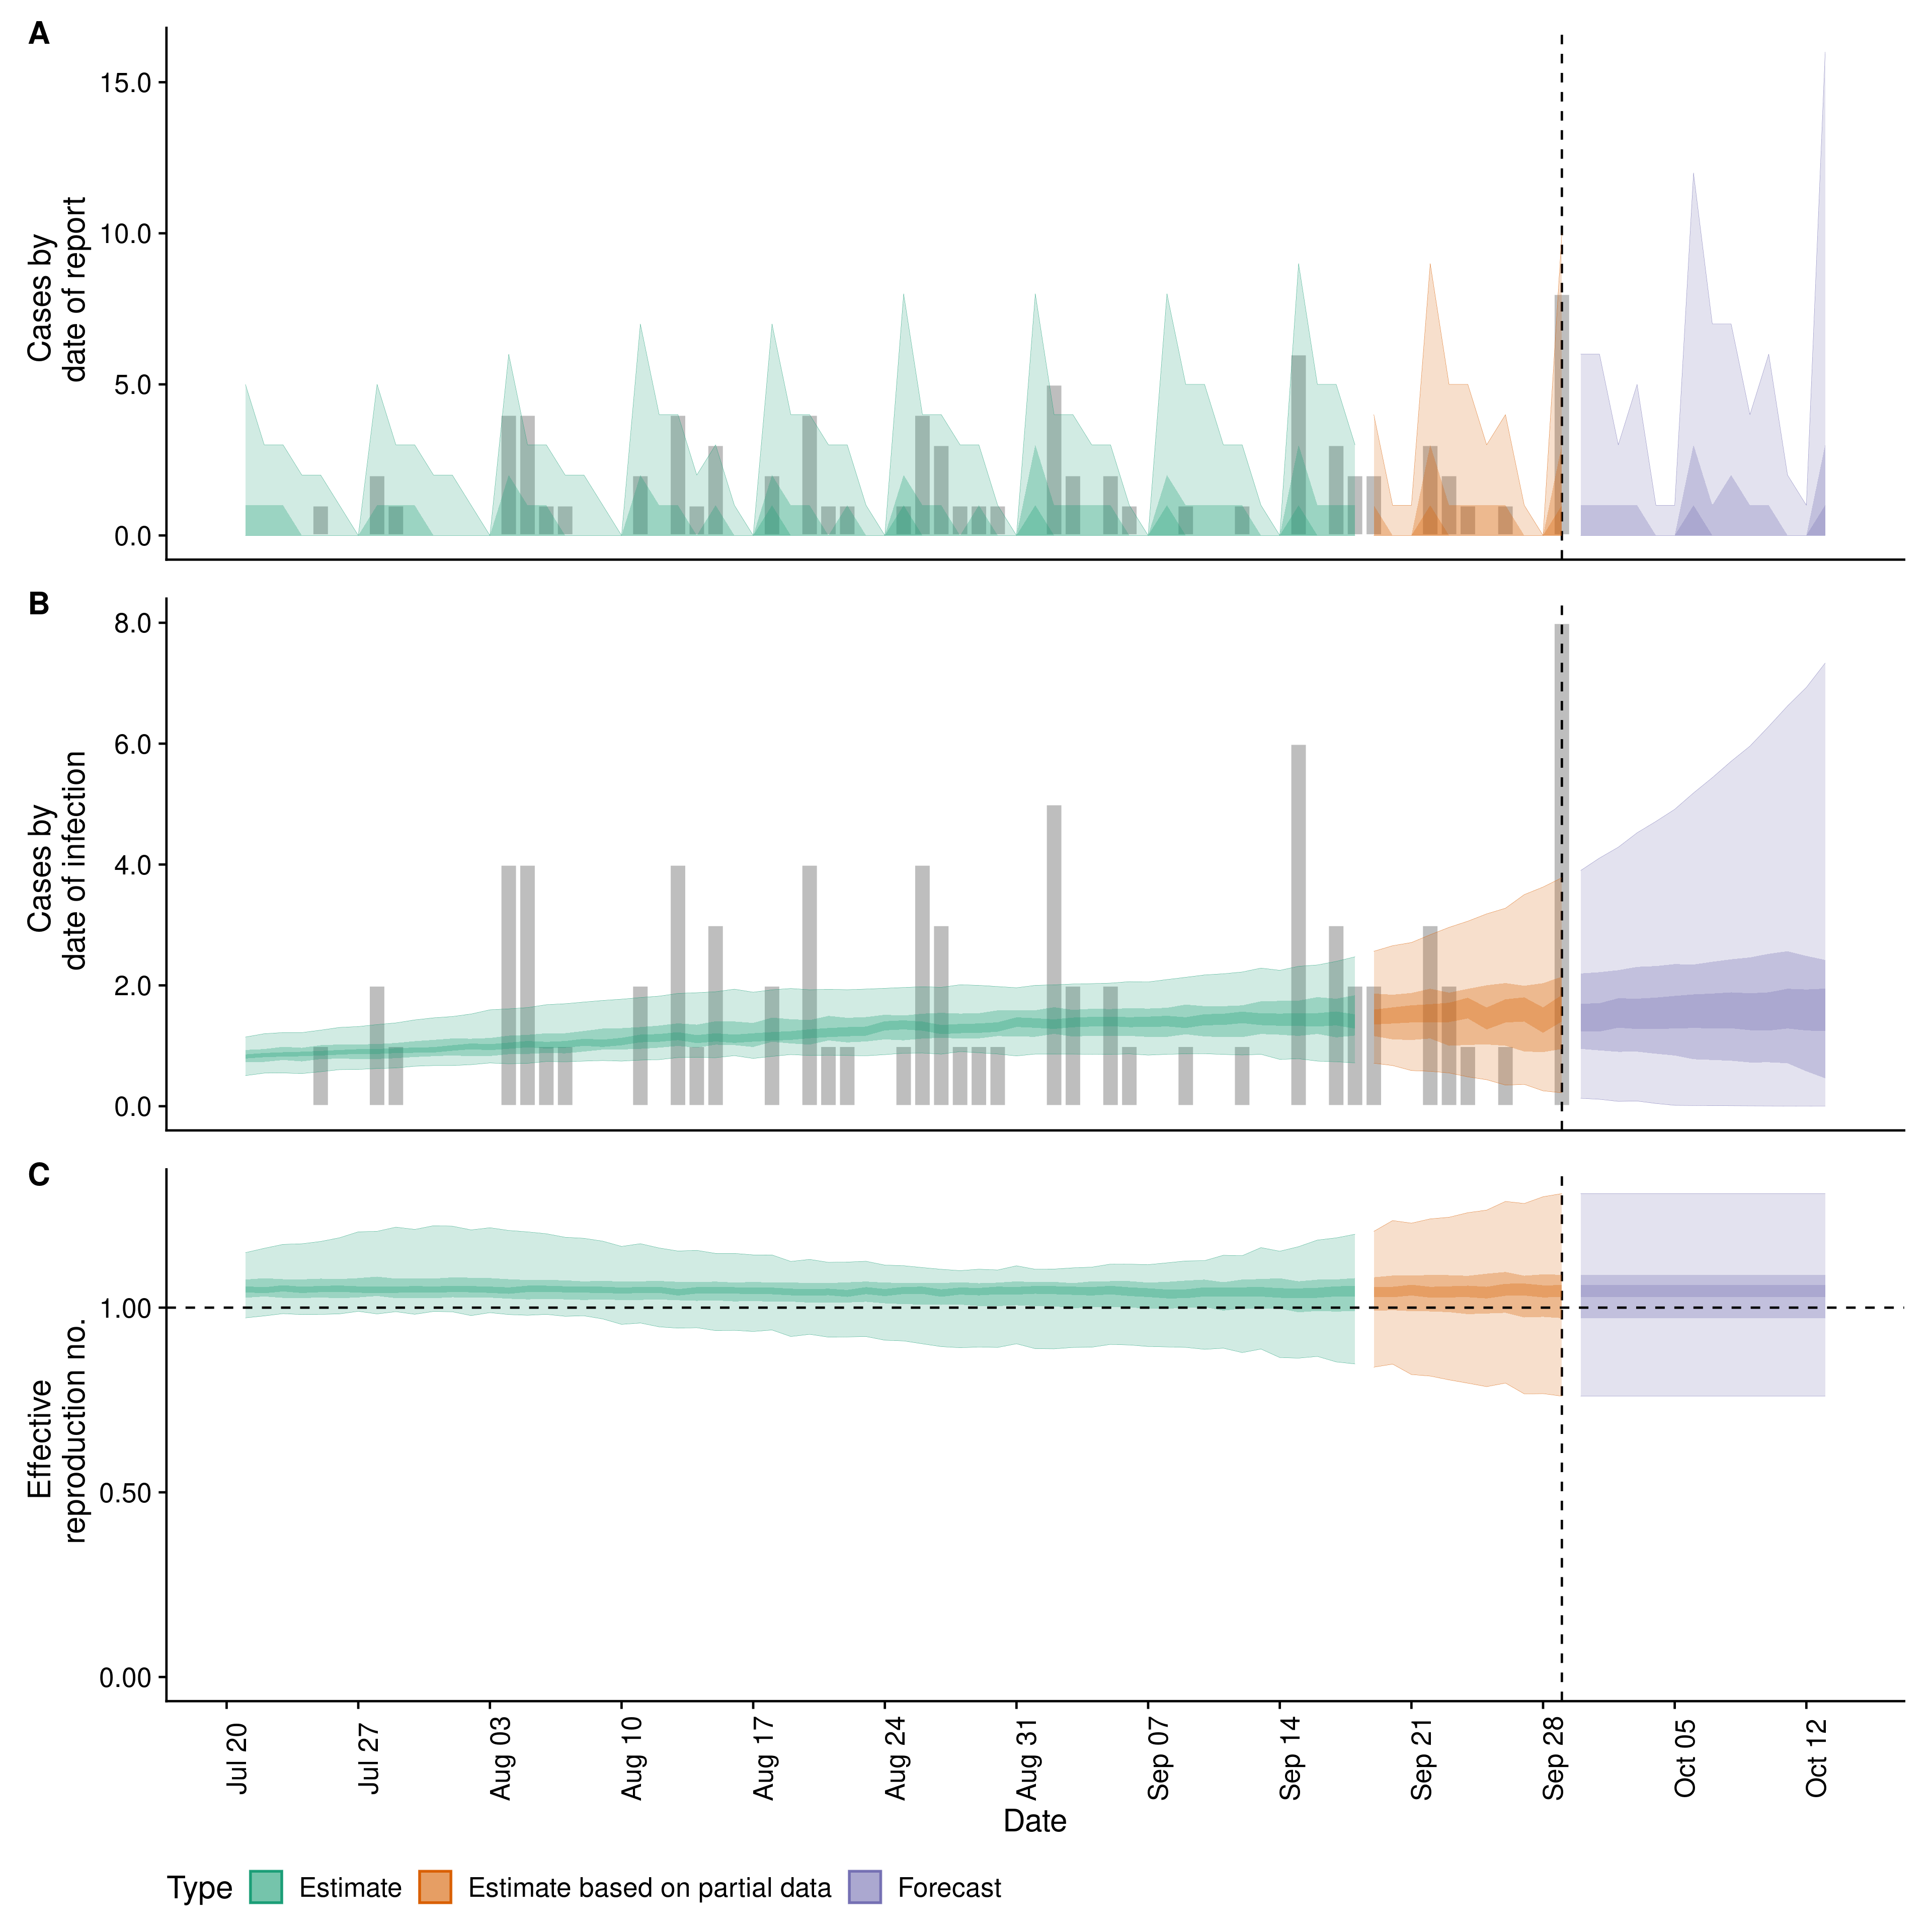 A
Cases by
date of report
15.0
10.0
5.0
0.0
B
Cases by
date of infection
8.0
6.0
4.0
2.0
0.0
C
Effective
reproduction no.
1.00
0.50
0.00
Jul 20
Jul 27
Aug 03
Aug 10
Aug 17
Aug 24
Aug 31
Sep 07
Sep 14
Sep 21
Sep 28
Oct 05
Oct 12
Date
Type
Estimate
Estimate based on partial data
Forecast